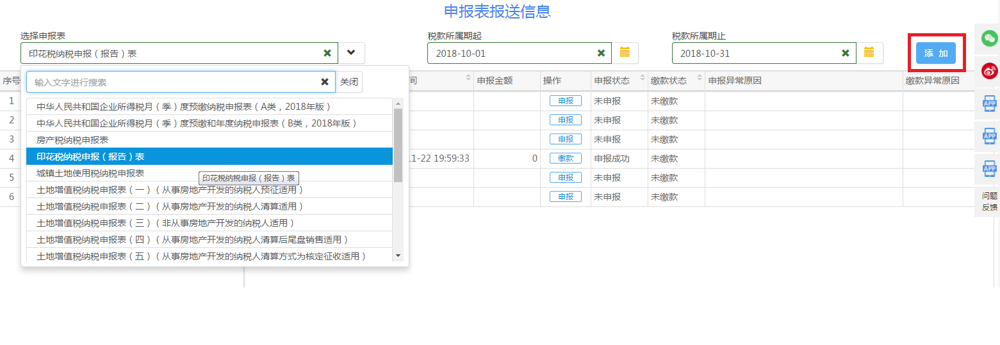 申报表报送信息
选择申报表 税款所属期起 税款所属期止
印花税纳税申报（报告）表 2018-10-01 2018-10-31 添 加
序号 间 申报金额 操作 申报状态 缴款状态 申报异常原因 缴款异常原因
输入文字进行搜索 关闭
中华人民共和国企业所得税月（季）度预缴纳税申报表（A类，2018年版）
中华人民共和国企业所得税月（季）度预缴和年度纳税申报表（B类，2018年版）
房产税纳税申报表
印花税纳税申报（报告）表
城镇土地使用税纳税申报表
印花税纳税申报（报告）表
土地增值税纳税申报表（一）（从事房地产开发的纳税人预征适用）
土地增值税纳税申报表（二）（从事房地产开发的纳税人清算适用）
土地增值税纳税申报表（三）（非从事房地产开发的纳税人适用）
土地增值税纳税申报表（四）（从事房地产开发的纳税人清算后尾盘销售适用）
土地增值税纳税申报表（五）（从事房地产开发的纳税人清算方式为核定征收适用）
1 申报 未申报 未缴款
2 申报 未申报 未缴款
3 申报 未申报 未缴款
4 11-22 19:59:33 0 缴款 申报成功 未缴款
5 申报 未申报 未缴款
6 申报 未申报 未缴款
APP
APP
APP
问题
反馈